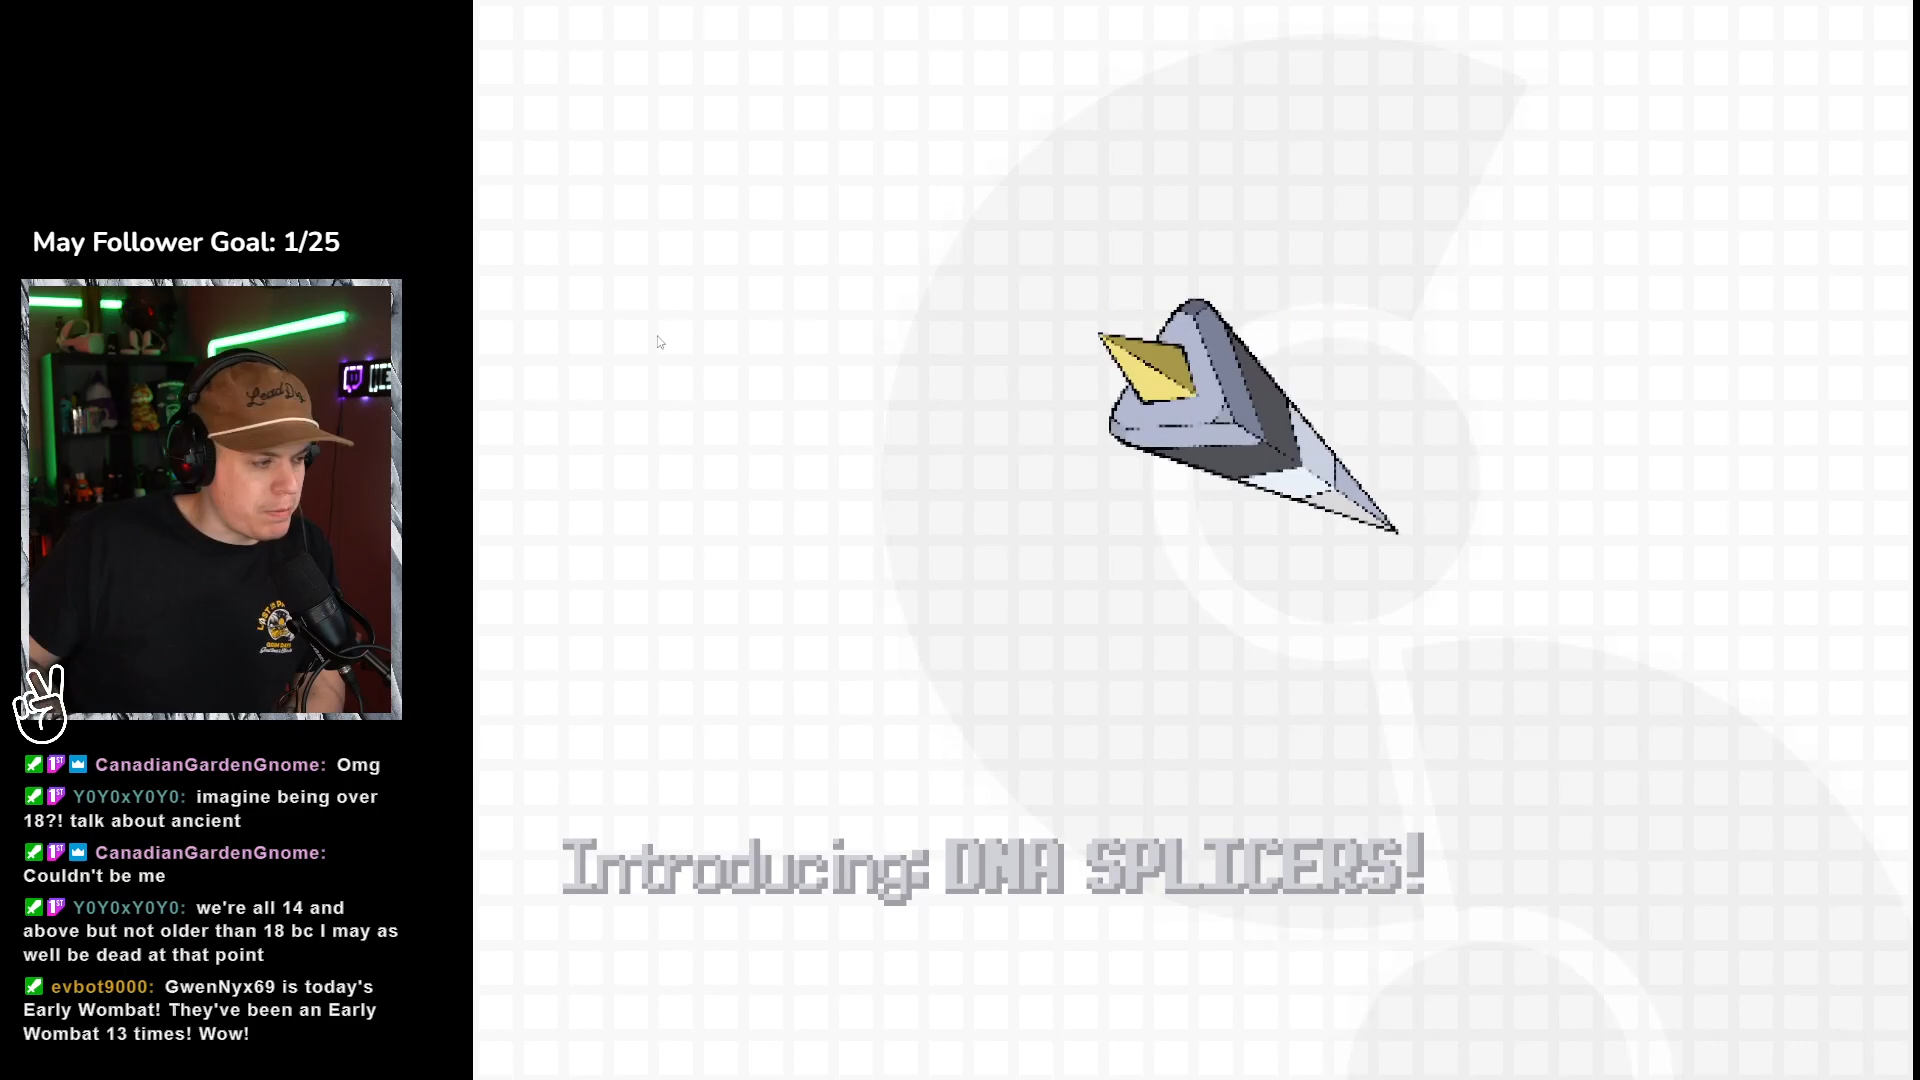 May Follower Goal: 1/25
Lead Dog
CanadianGardenGnome: Omg
Y0Y0xY0Y0: imagine being over
18?! talk about ancient
CanadianGardenGnome:
Couldn't be me
Y0Y0xY0Y0: we're all 14 and
above but not older than 18 bc I may as
well be dead at that point
evbot9000: GwenNyx69 is today's
Early Wombat! They've been an Early
Wombat 13 times! Wow!
Introducing: DNA SPLICERS!